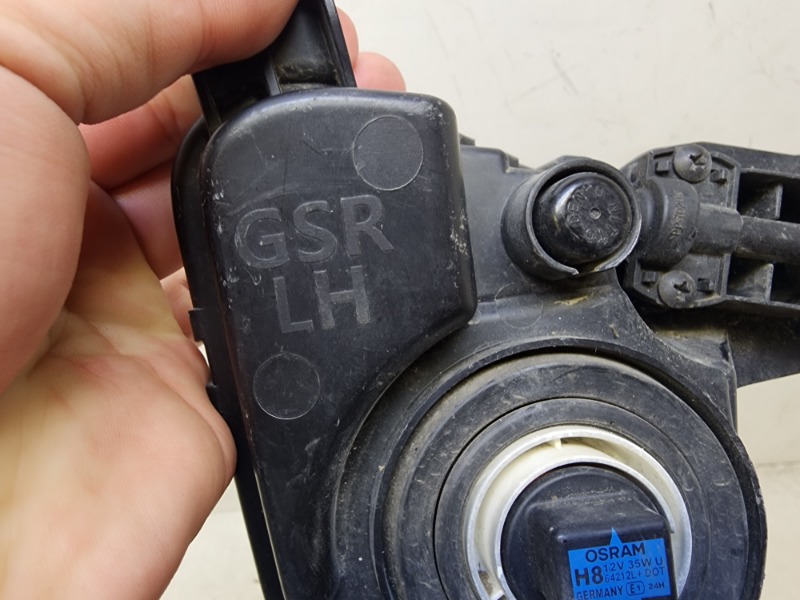 GSR
LH
OSRAM
H8 12V 35W U
64212L+ DOT
GERMANY E1 24H